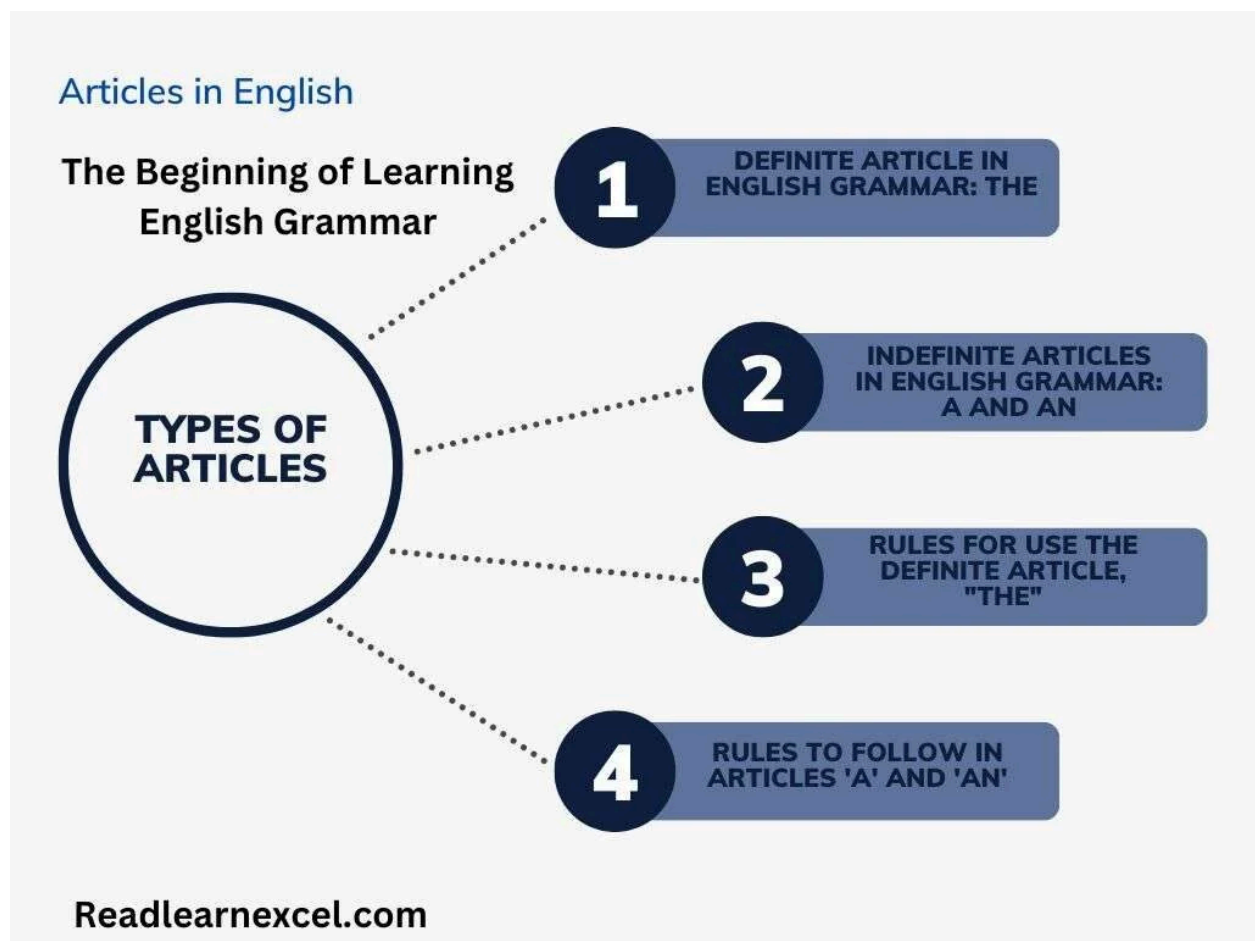 Articles in English
The Beginning of Learning
English Grammar
TYPES OF
ARTICLES
1
DEFINITE ARTICLE IN
ENGLISH GRAMMAR: THE
2
INDEFINITE ARTICLES
IN ENGLISH GRAMMAR:
A AND AN
3
RULES FOR USE THE
DEFINITE ARTICLE,
"THE"
4
RULES TO FOLLOW IN
ARTICLES 'A' AND 'AN'
Readlearnexcel.com